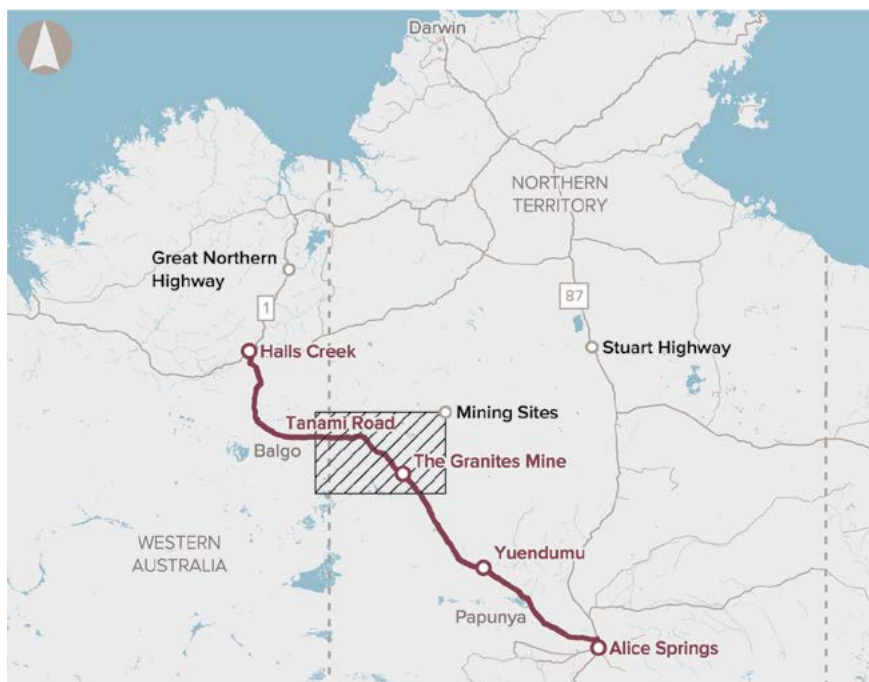 Darwin
NORTHERN
TERRITORY
Great Northern
Highway
1
87
Halls Creek
Stuart Highway
Mining Sites
Tanami Road
Balgo
The Granites Mine
WESTERN
AUSTRALIA
Yuendumu
Papunya
Alice Springs